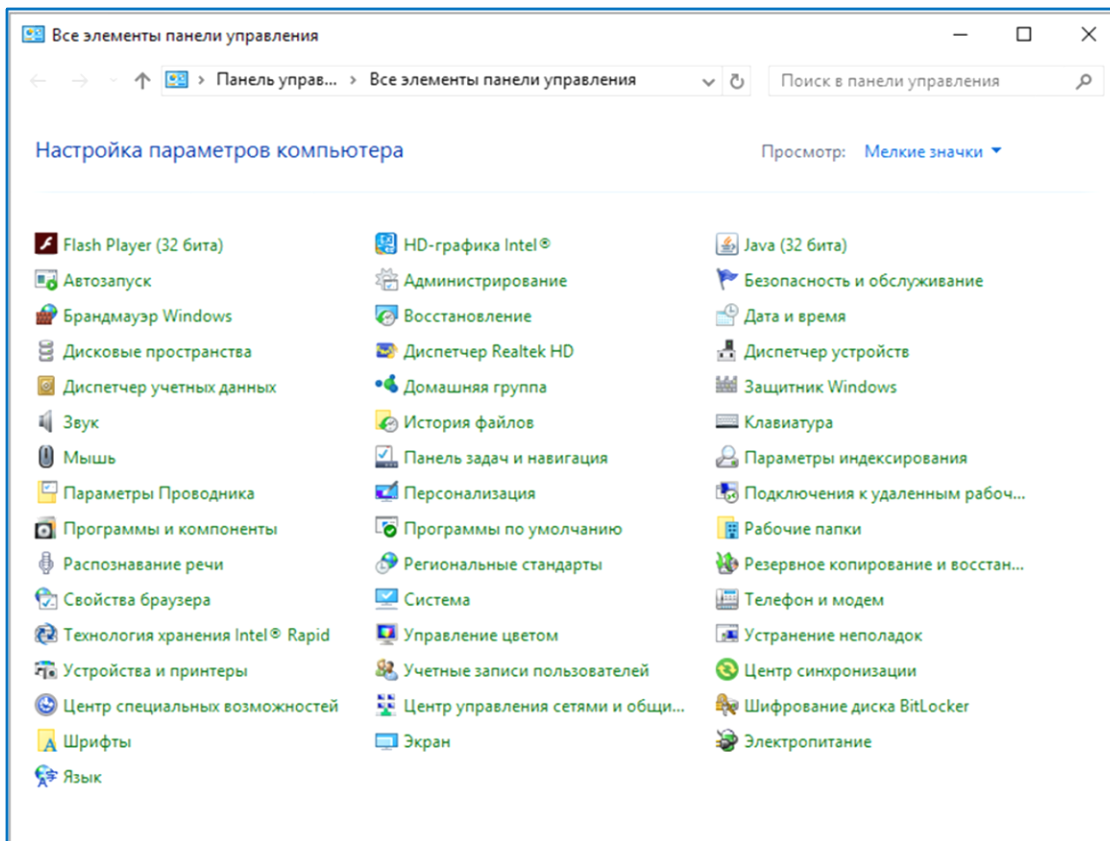 Все элементы панели управления
Панель управ... > Все элементы панели управления
Поиск в панели управления
Настройка параметров компьютера
Просмотр: Мелкие значки
Flash Player (32 бита) HD-графика Intel® Java (32 бита)
Автозапуск Администрирование Безопасность и обслуживание
Брандмауэр Windows Восстановление Дата и время
Дисковые пространства Диспетчер Realtek HD Диспетчер устройств
Диспетчер учетных данных Домашняя группа Защитник Windows
Звук История файлов Клавиатура
Мышь Панель задач и навигация Параметры индексирования
Параметры Проводника Персонализация Подключения к удаленным рабоч...
Программы и компоненты Программы по умолчанию Рабочие папки
Распознавание речи Региональные стандарты Резервное копирование и восстан...
Свойства браузера Система Телефон и модем
Технология хранения Intel® Rapid Управление цветом Устранение неполадок
Устройства и принтеры Учетные записи пользователей Центр синхронизации
Центр специальных возможностей Центр управления сетями и общи... Шифрование диска BitLocker
Шрифты Экран Электропитание
Язык